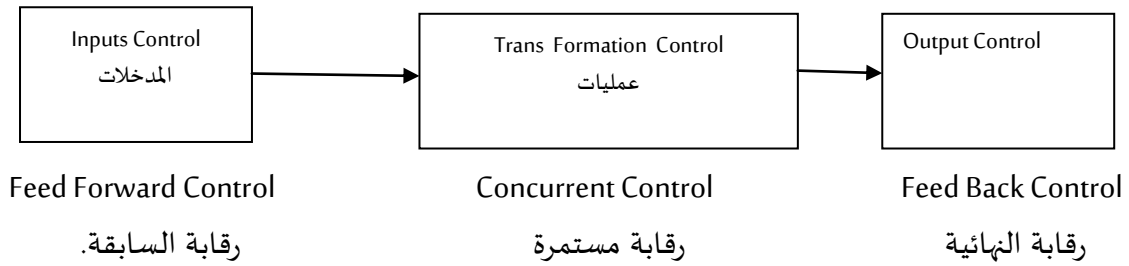 Inputs Control
المدخلات
Trans Formation Control
عمليات
Output Control
Feed Forward Control
رقابة السابقة.
Concurrent Control
رقابة مستمرة
Feed Back Control
رقابة النهائية